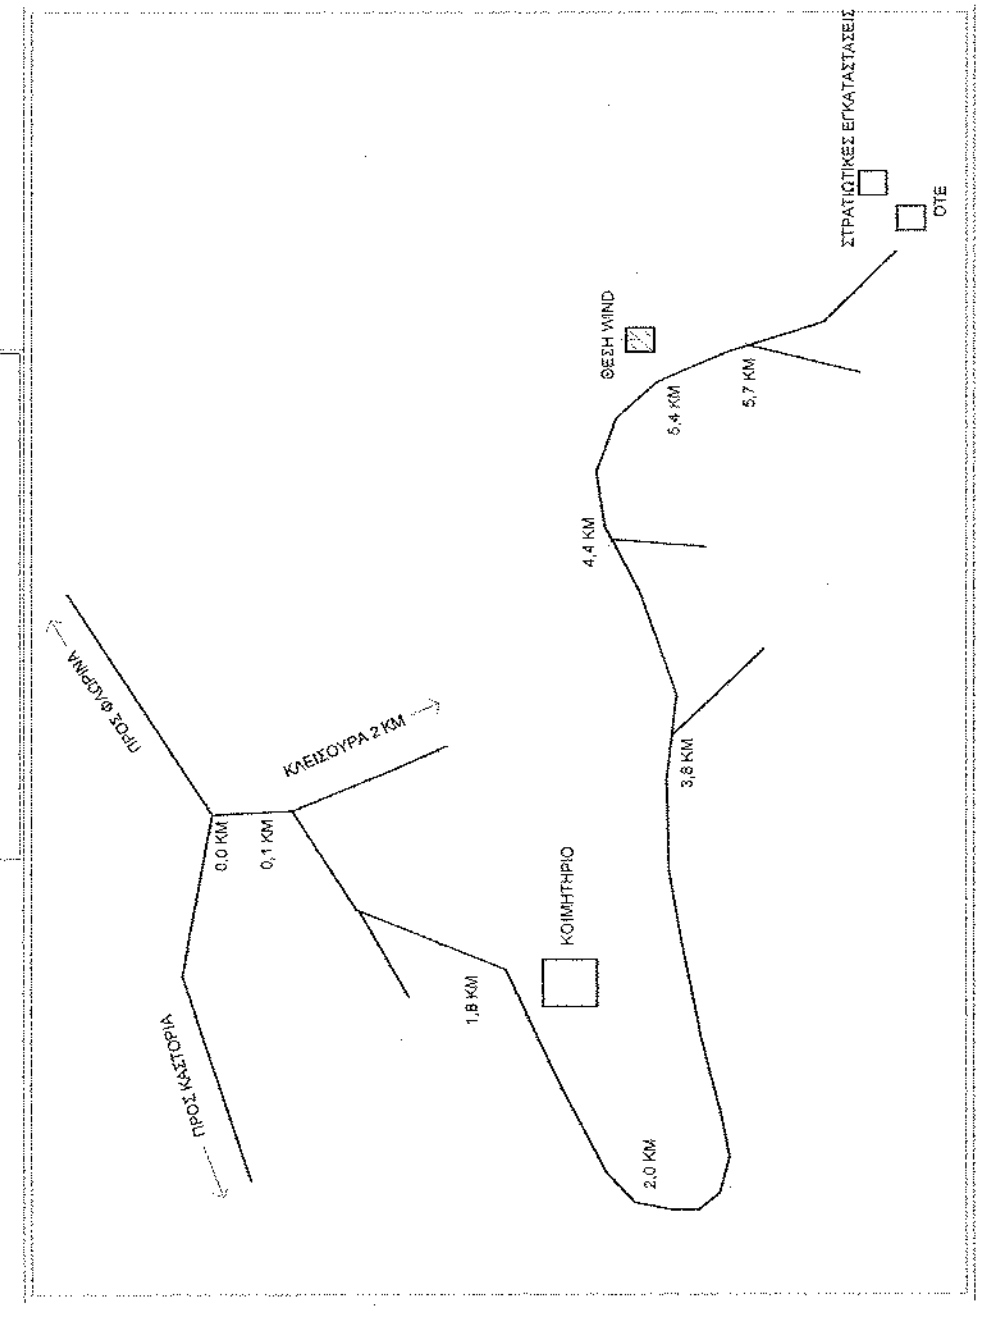 ΣΤΡΑΤΙΩΤΙΚΕΣ ΕΓΚΑΤΑΣΤΑΣΕΙΣ
ΟΤΕ
ΘΕΣΗ WIND
5,4 KM
5,7 KM
4,4 KM
ΠΡΟΣ ΦΛΩΡΙΝΑ
ΚΛΕΙΣΟΥΡΑ 2 ΚΜ
3,8 KM
0,0 KM
0,1 KM
ΚΟΙΜΗΤΗΡΙΟ
1,8 KM
ΠΡΟΣ ΚΑΣΤΟΡΙΑ
2,0 KM